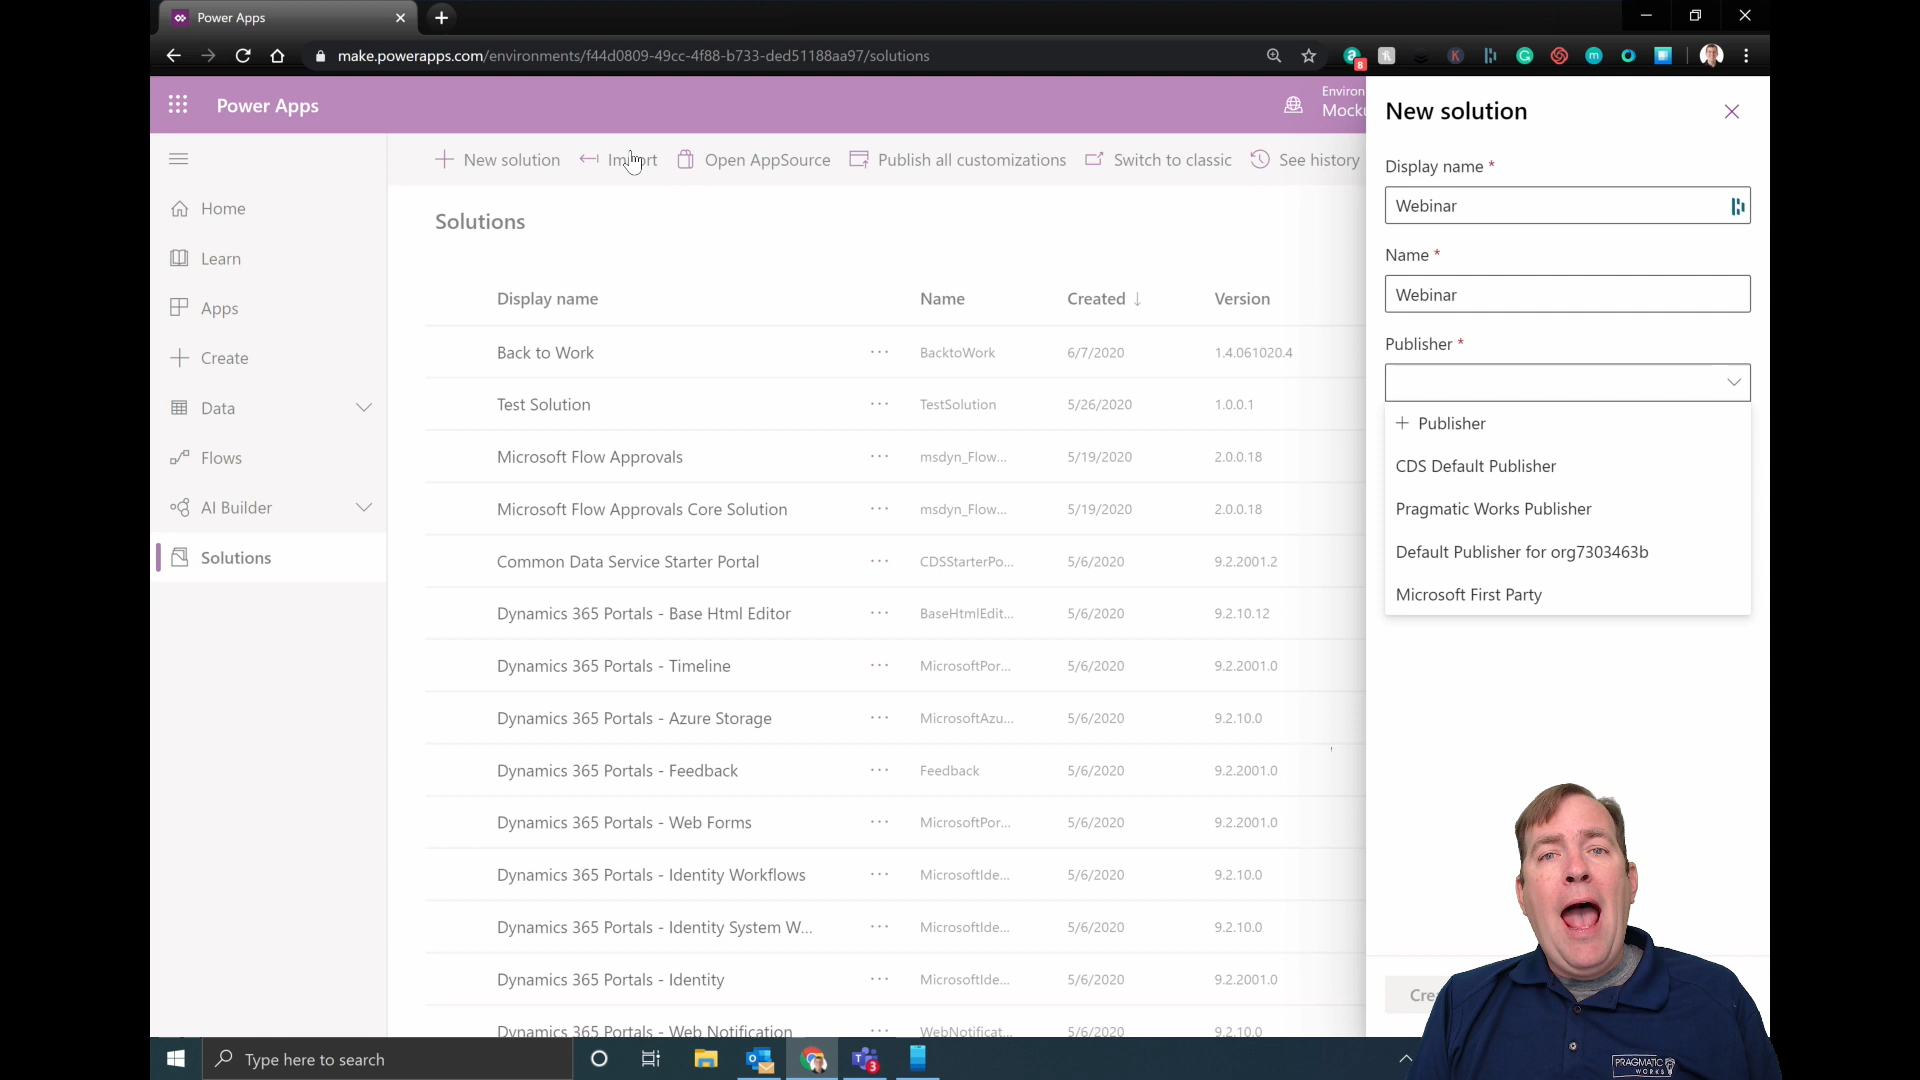 Power Apps
make.powerapps.com/environments/f44d0809-49cc-4f88-b733-ded51188aa97/solutions
8
Power Apps
Environ
Mocku
New solution
Import
Open AppSource
Publish all customizations
Switch to classic
See history
Home
Learn
Apps
Create
Data
Flows
AI Builder
Solutions
Solutions
Display name Name Created Version
Back to Work ··· BacktoWork 6/7/2020 1.4.061020.4
Test Solution ··· TestSolution 5/26/2020 1.0.0.1
Microsoft Flow Approvals ··· msdyn_Flow... 5/19/2020 2.0.0.18
Microsoft Flow Approvals Core Solution ··· msdyn_Flow... 5/19/2020 2.0.0.18
Common Data Service Starter Portal ··· CDSStarterPo... 5/6/2020 9.2.2001.2
Dynamics 365 Portals - Base Html Editor ··· BaseHtmlEdit... 5/6/2020 9.2.10.12
Dynamics 365 Portals - Timeline ··· MicrosoftPor... 5/6/2020 9.2.2001.0
Dynamics 365 Portals - Azure Storage ··· MicrosoftAzu... 5/6/2020 9.2.10.0
Dynamics 365 Portals - Feedback ··· Feedback 5/6/2020 9.2.2001.0
Dynamics 365 Portals - Web Forms ··· MicrosoftPor... 5/6/2020 9.2.2001.0
Dynamics 365 Portals - Identity Workflows ··· MicrosoftIde... 5/6/2020 9.2.10.0
Dynamics 365 Portals - Identity System W... ··· MicrosoftIde... 5/6/2020 9.2.10.0
Dynamics 365 Portals - Identity ··· MicrosoftIde... 5/6/2020 9.2.2001.0
Dynamics 365 Portals - Web Notification ··· WebNotificat... 5/6/2020 9.2.10.0
New solution
Display name *
Webinar
Name *
Webinar
Publisher *
+ Publisher
CDS Default Publisher
Pragmatic Works Publisher
Default Publisher for org7303463b
Microsoft First Party
Cre
PRAGMATIC
WORKS
Type here to search
3